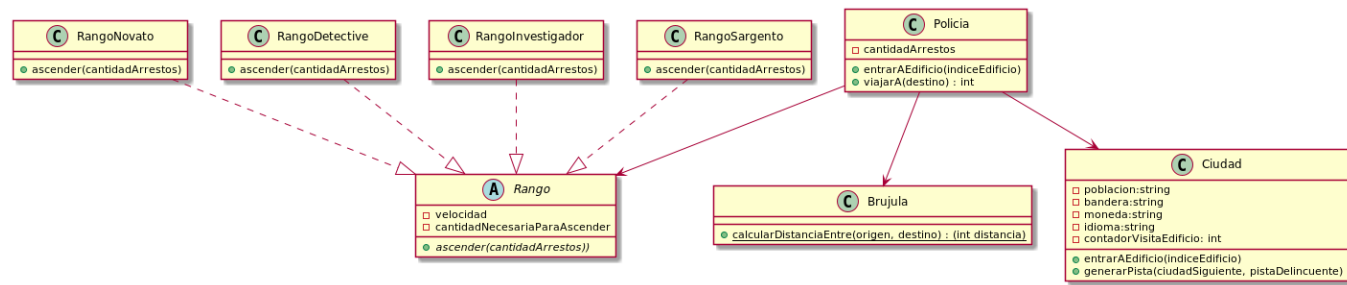 C RangoNovato
ascender(cantidadArrestos)
C RangoDetective
ascender(cantidadArrestos)
C RangoInvestigador
ascender(cantidadArrestos)
C RangoSargento
ascender(cantidadArrestos)
C Policia
cantidadArrestos
entrarAEdificio(indiceEdificio)
viajarA(destino) : int
A Rango
velocidad
cantidadNecesariaParaAscender
ascender(cantidadArrestos))
C Brujula
calcularDistanciaEntre(origen, destino) : (int distancia)
C Ciudad
poblacion:string
bandera:string
moneda:string
idioma:string
contadorVisitaEdificio: int
entrarAEdificio(indiceEdificio)
generarPista(ciudadSiguiente, pistaDelincuente)